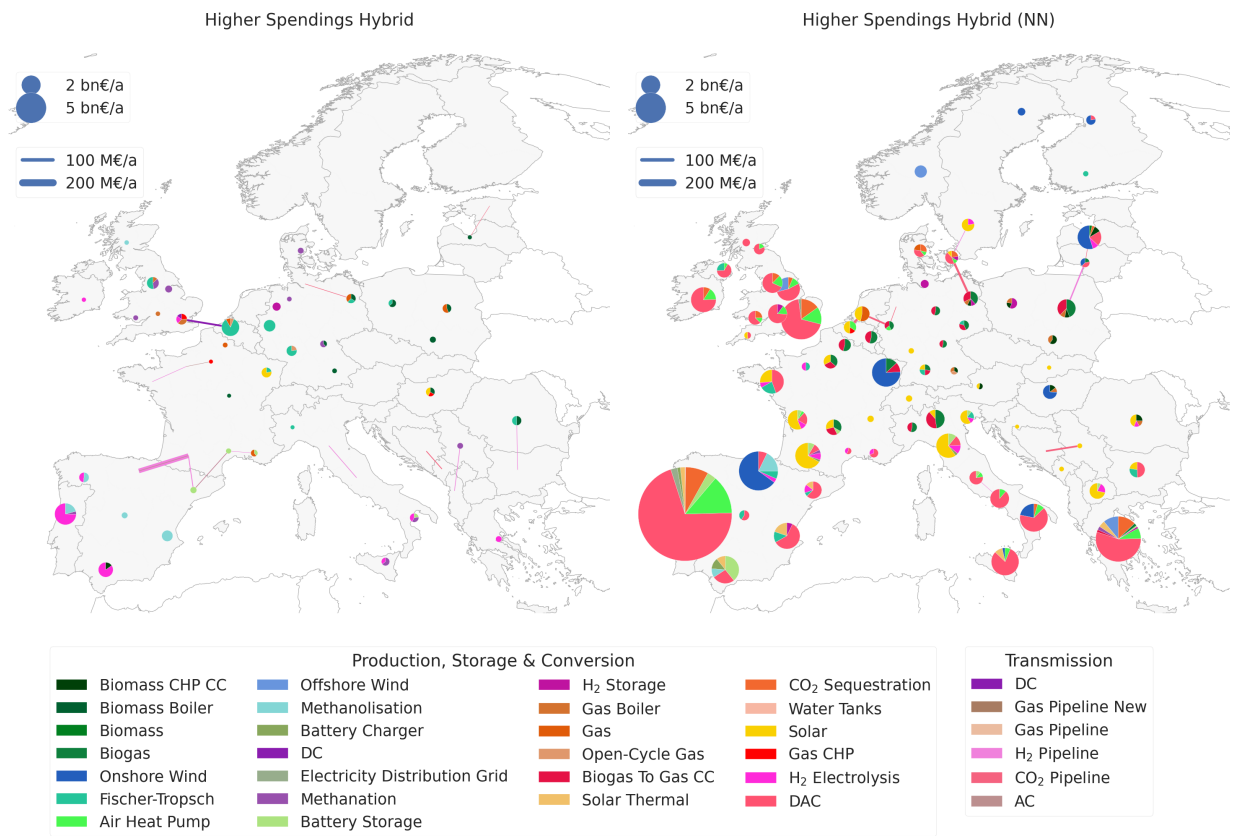 Higher Spendings Hybrid
Higher Spendings Hybrid (NN)
2 bn€/a
5 bn€/a
100 M€/a
200 M€/a
2 bn€/a
5 bn€/a
100 M€/a
200 M€/a
Production, Storage & Conversion
Biomass CHP CC
Biomass Boiler
Biomass
Biogas
Onshore Wind
Fischer-Tropsch
Air Heat Pump
Offshore Wind
Methanolisation
Battery Charger
DC
Electricity Distribution Grid
Methanation
Battery Storage
H₂ Storage
Gas Boiler
Gas
Open-Cycle Gas
Biogas To Gas CC
Solar Thermal
CO₂ Sequestration
Water Tanks
Solar
Gas CHP
H₂ Electrolysis
DAC
Transmission
DC
Gas Pipeline New
Gas Pipeline
H₂ Pipeline
CO₂ Pipeline
AC